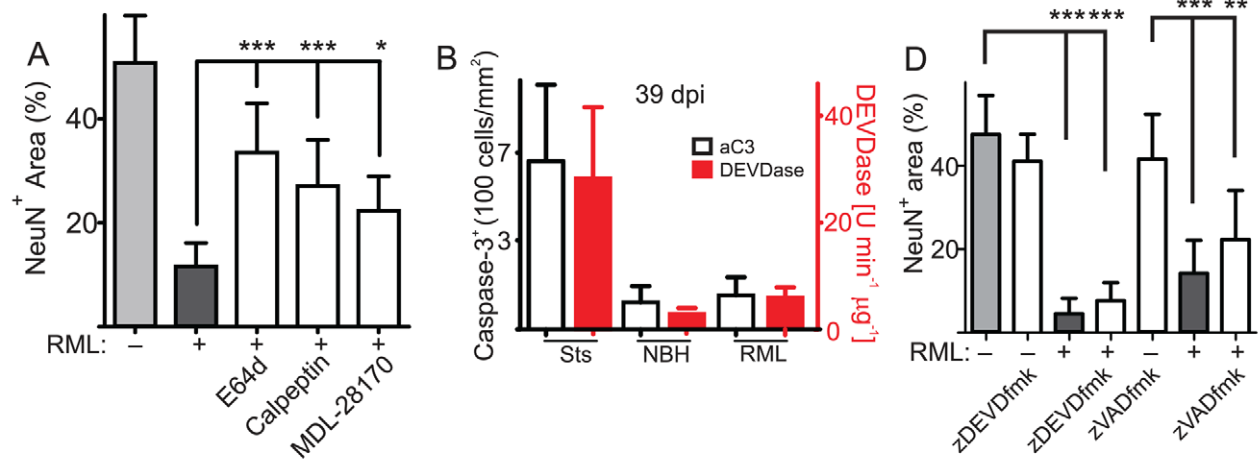 A
NeuN+ Area (%)
40
20
*** *** *
RML: – + + + +
E64d
Calpeptin
MDL-28170
B
Caspase-3+ (100 cells/mm2)
7
3
39 dpi
aC3
DEVDase
DEVDase [U min-1 µg-1]
40
20
0
Sts NBH RML
D
NeuN+ area (%)
40
20
*** *** *** **
RML: – – + + – + +
zDEVDfmk
zDEVDfmk
zVADfmk
zVADfmk